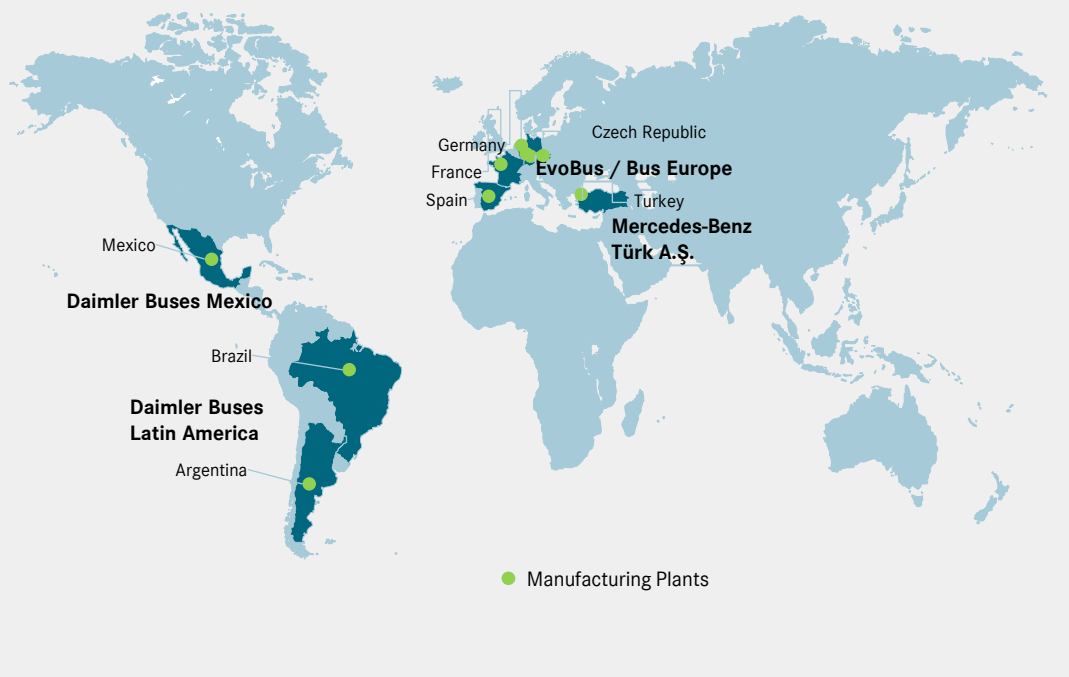 Czech Republic
Germany
EvoBus / Bus Europe
France
Spain
Turkey
Mercedes-Benz
Türk A.Ş.
Mexico
Daimler Buses Mexico
Brazil
Daimler Buses
Latin America
Argentina
Manufacturing Plants